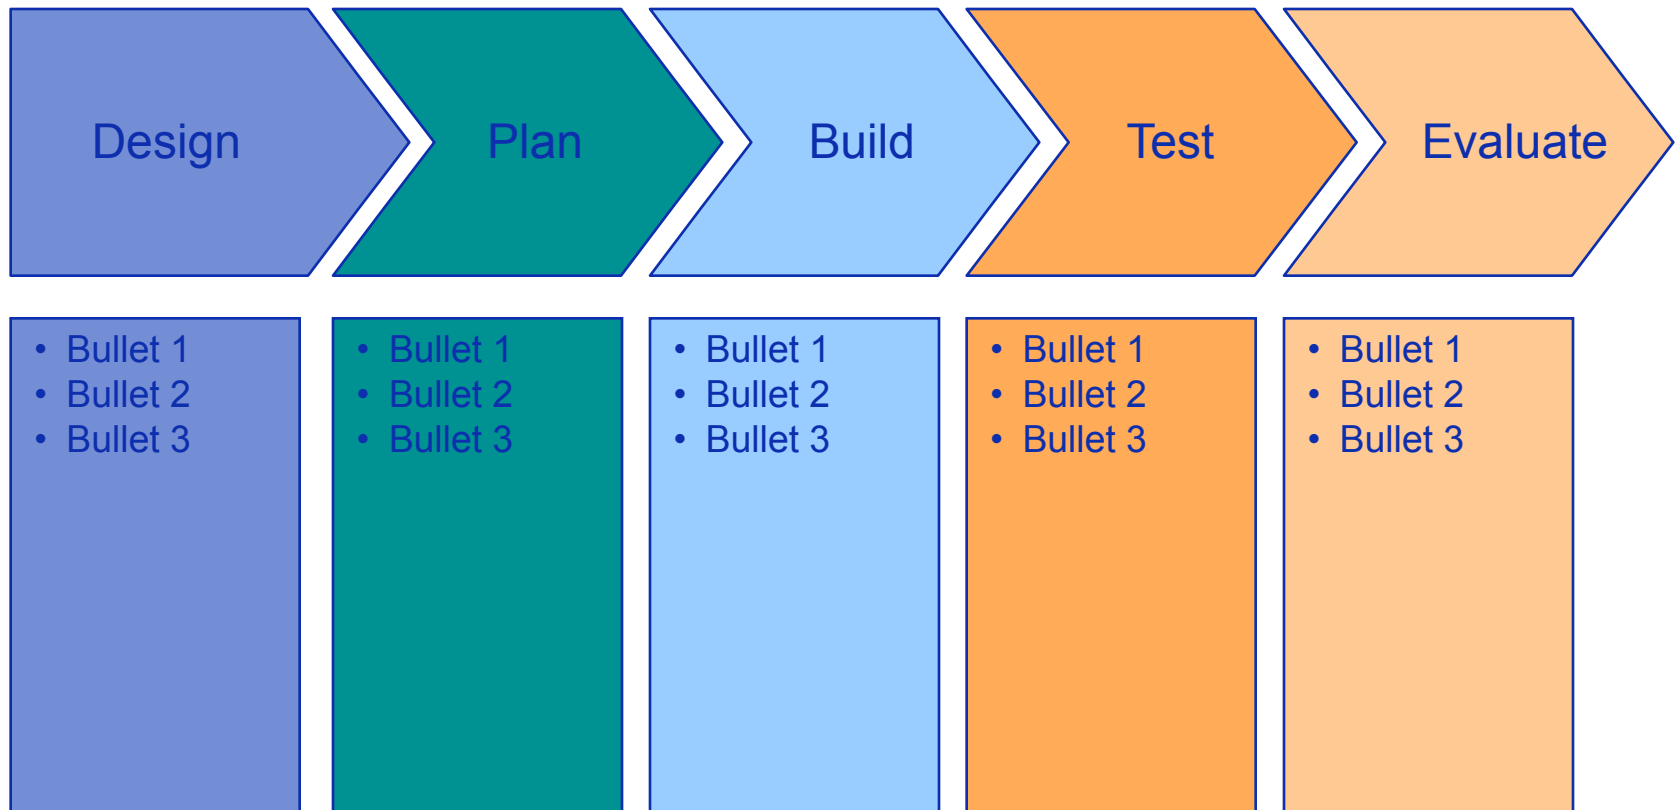 Design
Plan
Build
Test
Evaluate
• Bullet 1
• Bullet 2
• Bullet 3
• Bullet 1
• Bullet 2
• Bullet 3
• Bullet 1
• Bullet 2
• Bullet 3
• Bullet 1
• Bullet 2
• Bullet 3
• Bullet 1
• Bullet 2
• Bullet 3